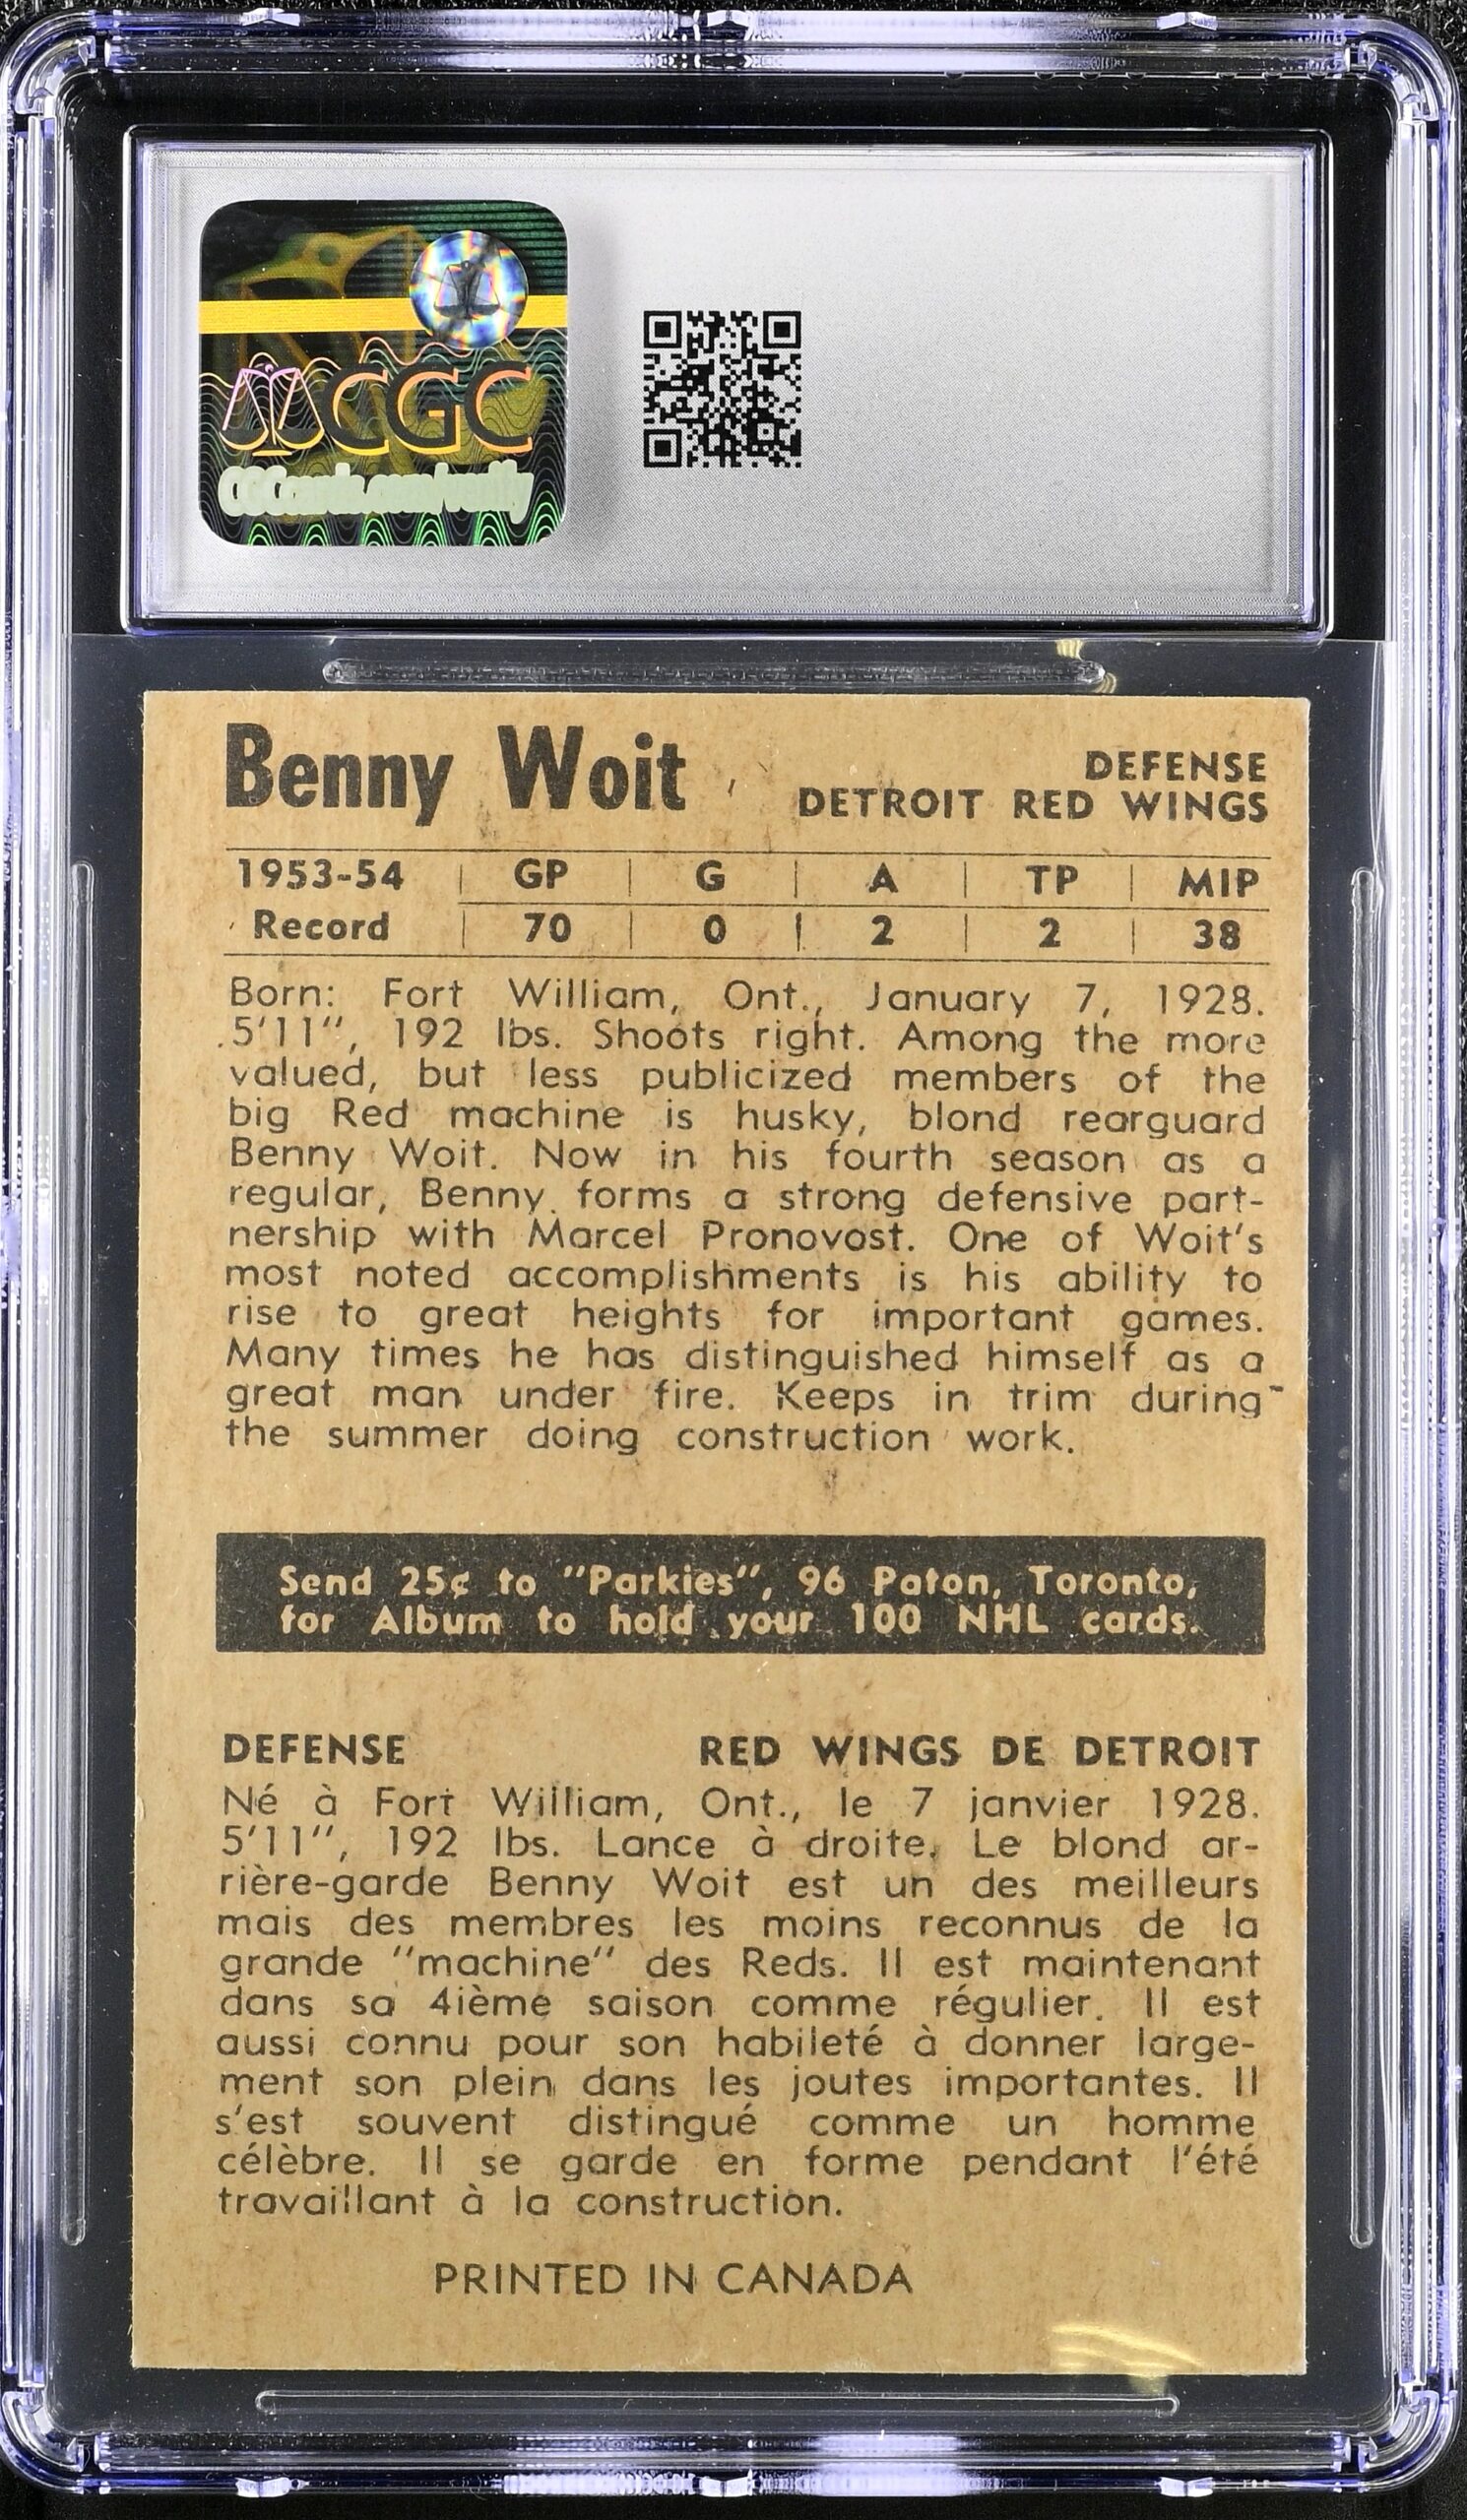 CGC
Benny Woit
DEFENSE
DETROIT RED WINGS
1953-54 | GP | G | A | TP | MIP
Record | 70 | 0 | 2 | 2 | 38
Born: Fort William, Ont., January 7, 1928.
5'11", 192 lbs. Shoots right. Among the more
valued, but less publicized members of the
big Red machine is husky, blond rearguard
Benny Woit. Now in his fourth season as a
regular, Benny forms a strong defensive part-
nership with Marcel Pronovost. One of Woit's
most noted accomplishments is his ability to
rise to great heights for important games.
Many times he has distinguished himself as a
great man under fire. Keeps in trim during
the summer doing construction work.
Send 25¢ to "Parkies", 96 Paton, Toronto,
for Album to hold your 100 NHL cards.
DEFENSE RED WINGS DE DETROIT
Né à Fort William, Ont., le 7 janvier 1928.
5'11", 192 lbs. Lance à droite. Le blond ar-
rière-garde Benny Woit est un des meilleurs
mais des membres les moins reconnus de la
grande "machine" des Reds. Il est maintenant
dans sa 4ième saison comme régulier. Il est
aussi connu pour son habileté à donner large-
ment son plein dans les joutes importantes. Il
s'est souvent distingué comme un homme
célèbre. Il se garde en forme pendant l'été
travaillant à la construction.
PRINTED IN CANADA